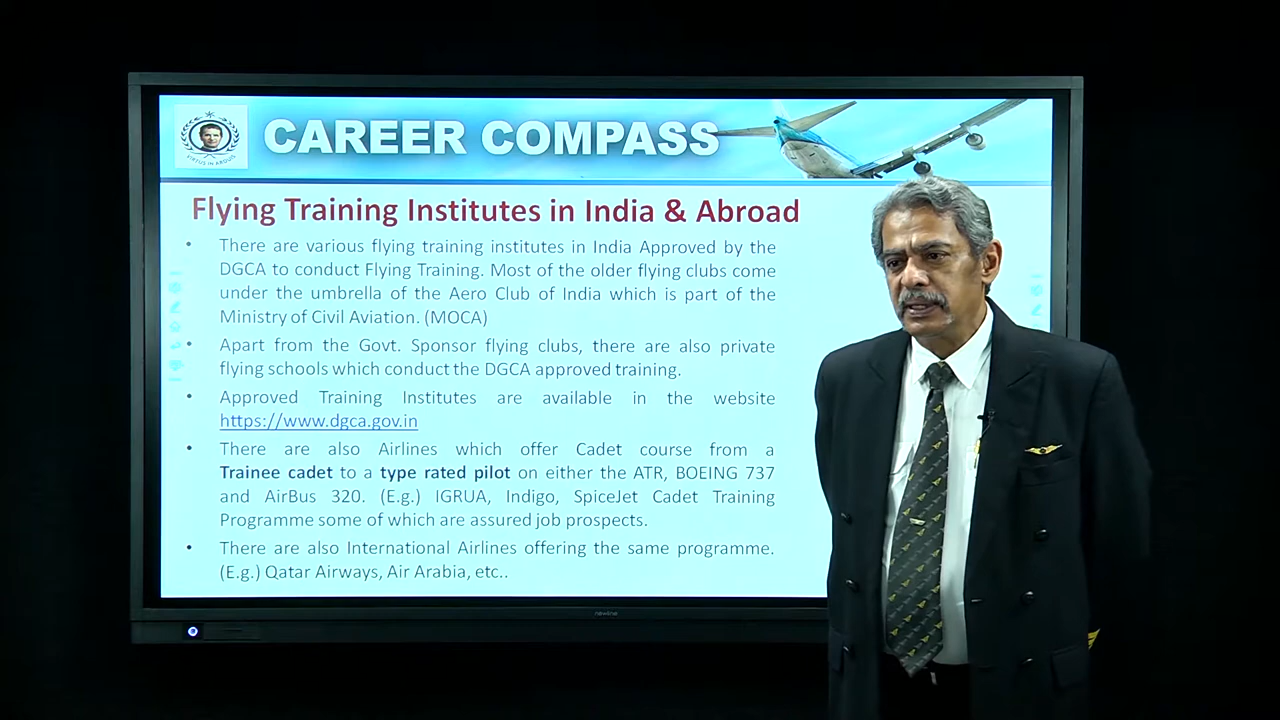 CAREER COMPASS
VIRTUS IN ARDUIS
Flying Training Institutes in India & Abroad
• There are various flying training institutes in India Approved by the
DGCA to conduct Flying Training. Most of the older flying clubs come
under the umbrella of the Aero Club of India which is part of the
Ministry of Civil Aviation. (MOCA)
• Apart from the Govt. Sponsor flying clubs, there are also private
flying schools which conduct the DGCA approved training.
• Approved Training Institutes are available in the website
https://www.dgca.gov.in
• There are also Airlines which offer Cadet course from a
Trainee cadet to a type rated pilot on either the ATR, BOEING 737
and AirBus 320. (E.g.) IGRUA, Indigo, SpiceJet Cadet Training
Programme some of which are assured job prospects.
• There are also International Airlines offering the same programme.
(E.g.) Qatar Airways, Air Arabia, etc..
newline